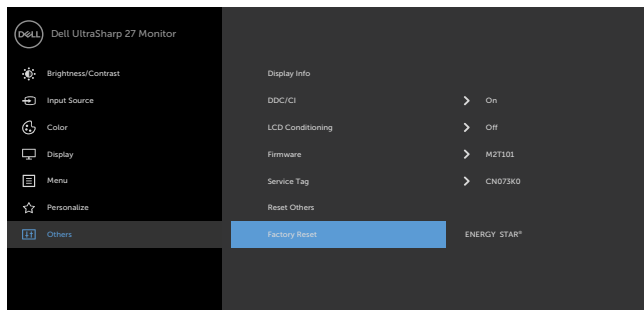 DELL Dell UltraSharp 27 Monitor
Brightness/Contrast Display Info
Input Source DDC/CI On
Color LCD Conditioning Off
Display Firmware M2T101
Menu Service Tag CN073K0
Personalize Reset Others
Others Factory Reset ENERGY STAR®